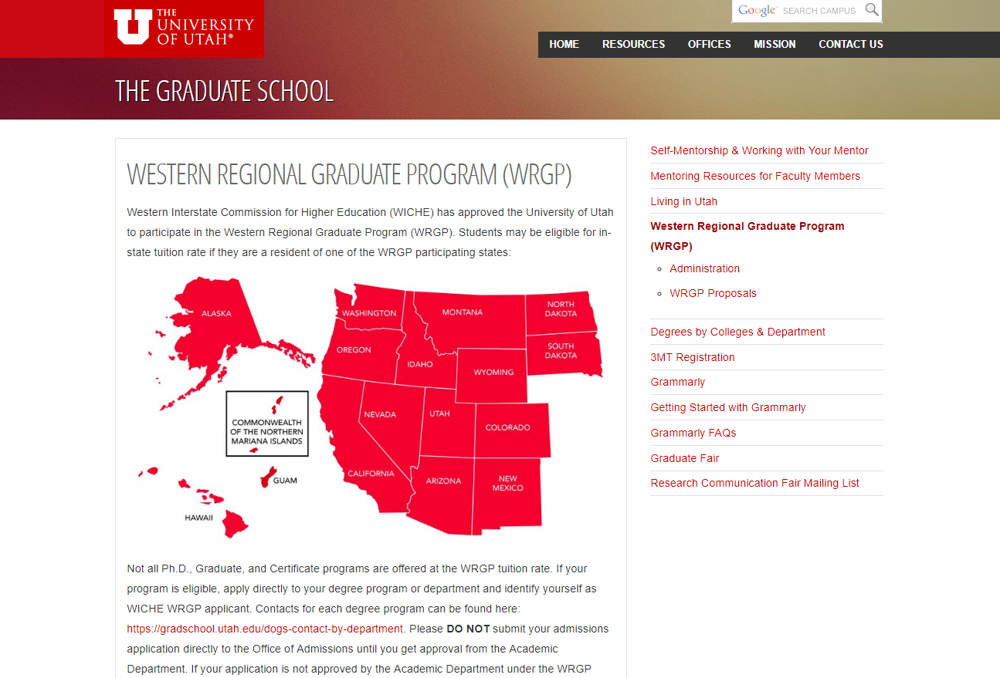 THE
UNIVERSITY
OF UTAH®
Google™ SEARCH CAMPUS
HOME RESOURCES OFFICES MISSION CONTACT US
THE GRADUATE SCHOOL
WESTERN REGIONAL GRADUATE PROGRAM (WRGP)
Western Interstate Commission for Higher Education (WICHE) has approved the University of Utah
to participate in the Western Regional Graduate Program (WRGP). Students may be eligible for in-
state tuition rate if they are a resident of one of the WRGP participating states:
ALASKA
WASHINGTON
MONTANA
NORTH
DAKOTA
OREGON
IDAHO
SOUTH
DAKOTA
WYOMING
NEVADA
UTAH
COLORADO
COMMONWEALTH
OF THE NORTHERN
MARIANA ISLANDS
CALIFORNIA
ARIZONA
NEW
MEXICO
GUAM
HAWAII
Not all Ph.D., Graduate, and Certificate programs are offered at the WRGP tuition rate. If your
program is eligible, apply directly to your degree program or department and identify yourself as
WICHE WRGP applicant. Contacts for each degree program can be found here:
https://gradschool.utah.edu/dogs-contact-by-department. Please DO NOT submit your admissions
application directly to the Office of Admissions until you get approval from the Academic
Department. If your application is not approved by the Academic Department under the WRGP
Self-Mentorship & Working with Your Mentor
Mentoring Resources for Faculty Members
Living in Utah
Western Regional Graduate Program
(WRGP)
Administration
WRGP Proposals
Degrees by Colleges & Department
3MT Registration
Grammarly
Getting Started with Grammarly
Grammarly FAQs
Graduate Fair
Research Communication Fair Mailing List